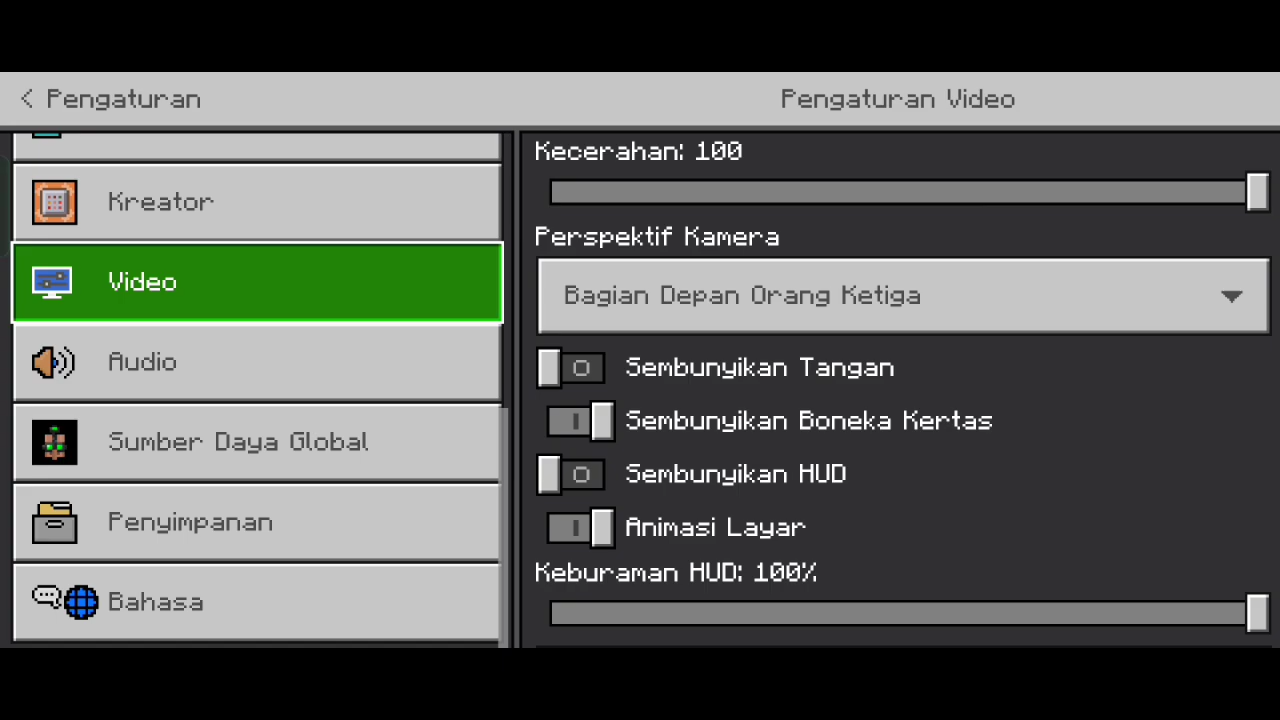 Pengaturan
Pengaturan Video
Kreator
Video
Audio
Sumber Daya Global
Penyimpanan
Bahasa
Kecerahan: 100
Perspektif Kamera
Bagian Depan Orang Ketiga
Sembunyikan Tangan
Sembunyikan Boneka Kertas
Sembunyikan HUD
Animasi Layar
Keburaman HUD: 100%